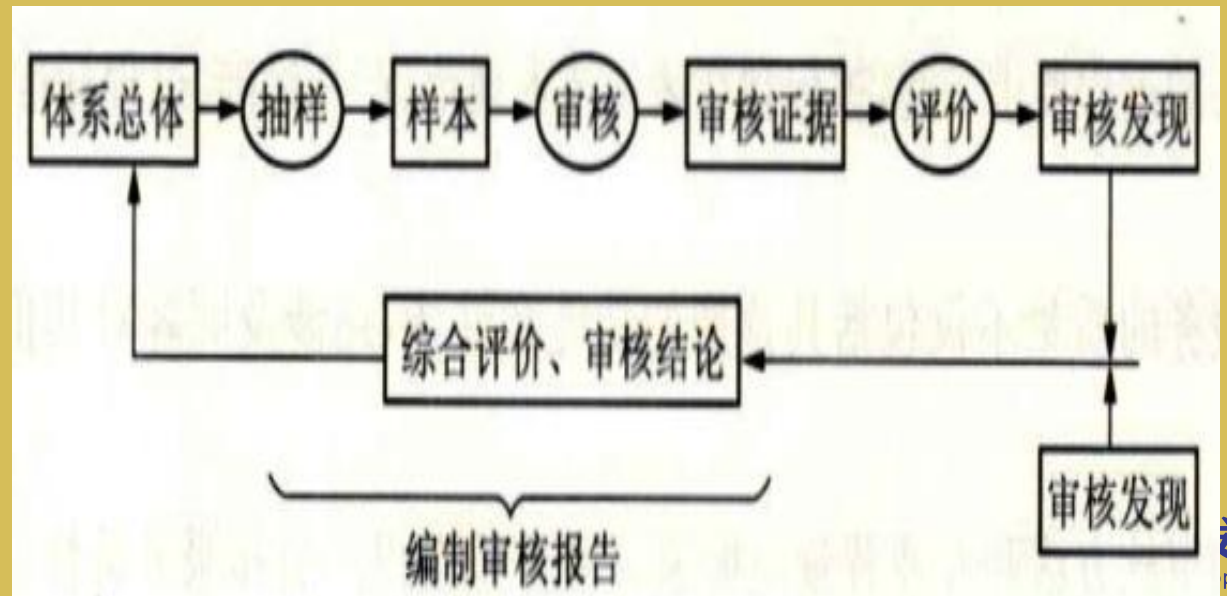 体系总体
抽样
样本
审核
审核证据
评价
审核发现
综合评价、审核结论
审核发现
编制审核报告